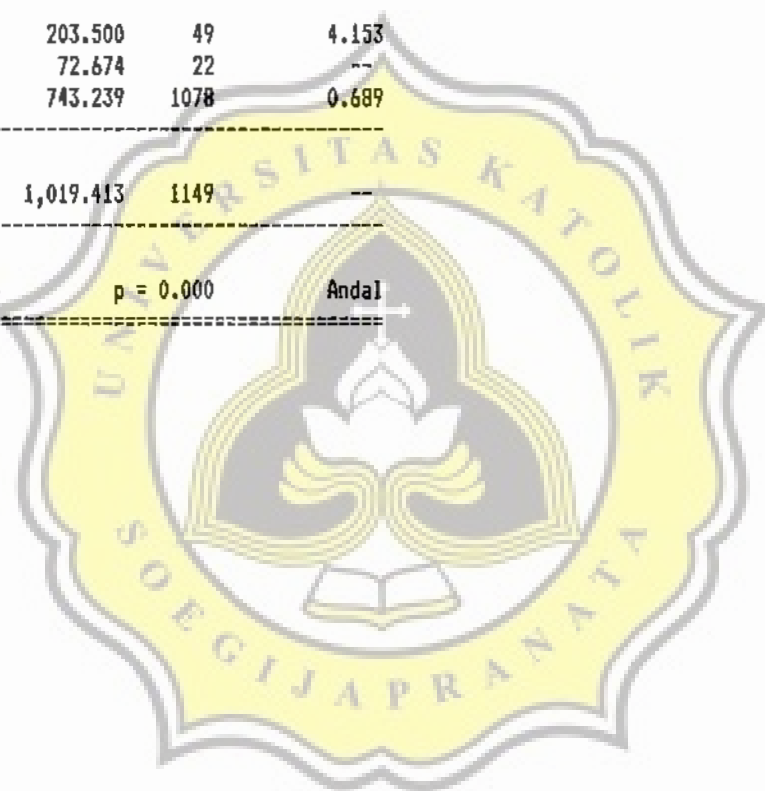 203.500 49 4.153
72.674 22 --
743.239 1078 0.689
----------------------------------------
1,019.413 1149 --
----------------------------------------
p = 0.000 Andal
========================================
UNIVERSITAS KATOLIK
SOEGIJAPRANATA